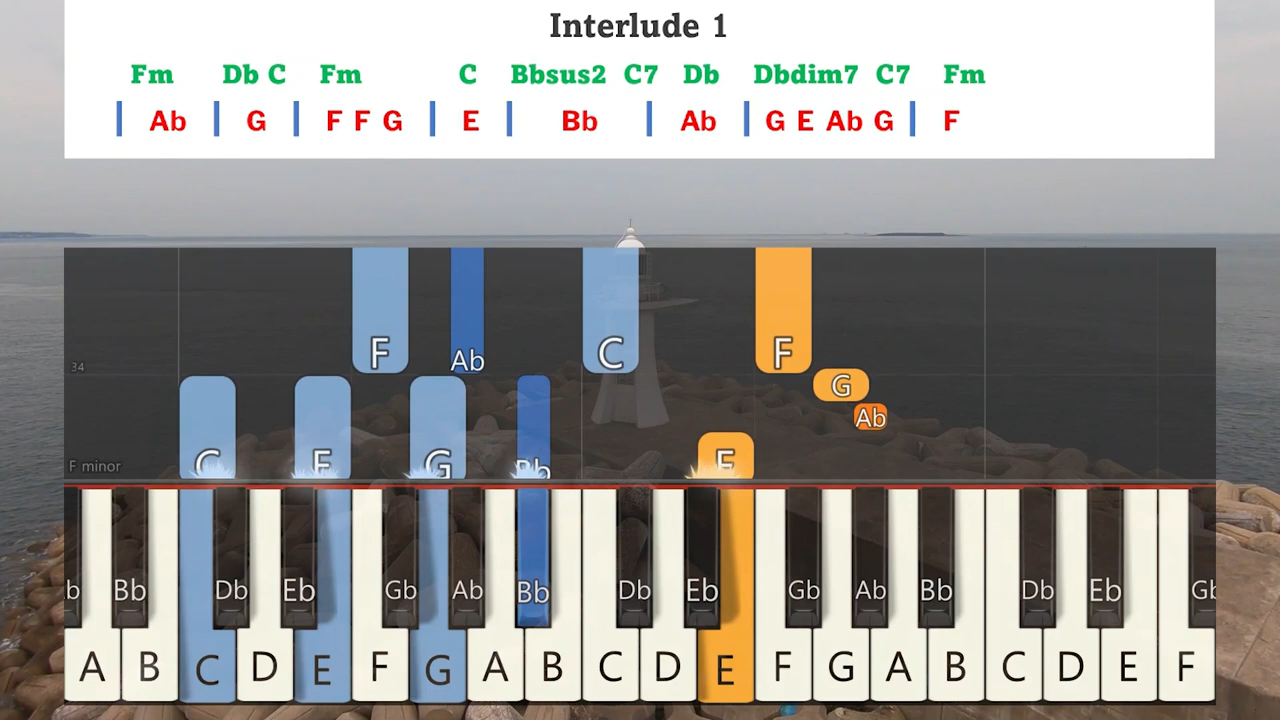 Interlude 1
Fm Db C Fm C Bbsus2 C7 Db Dbdim7 C7 Fm
| Ab | G | F F G | E | Bb | Ab | G E Ab G | F
F Ab C F
34
G
Ab
F minor
C E G Bb E
b Bb Db Eb Gb Ab Bb Db Eb Gb Ab Bb Db Eb Gb
A B C D E F G A B C D E F G A B C D E F